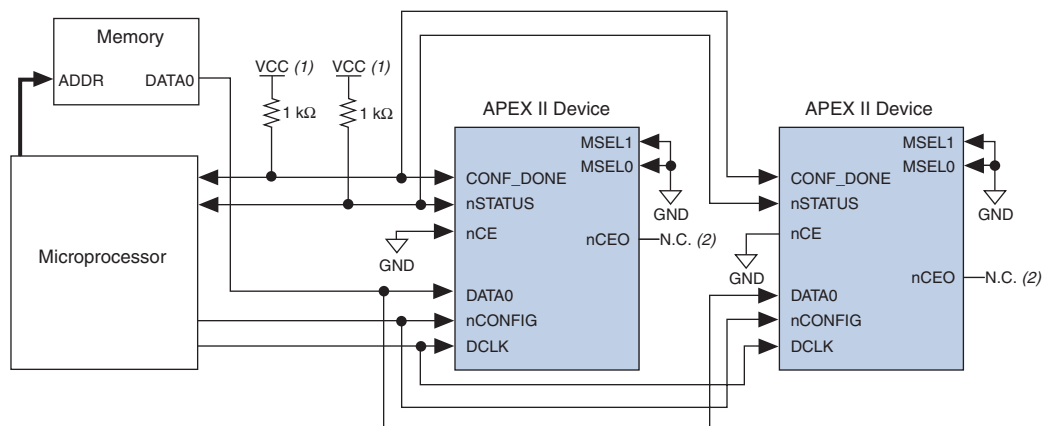 Memory
ADDR DATA0
VCC (1) VCC (1)
1 kΩ 1 kΩ
APEX II Device
APEX II Device
Microprocessor
MSEL1
MSEL0
CONF_DONE
nSTATUS
nCE
nCEO
N.C. (2)
DATA0
nCONFIG
DCLK
GND
GND
MSEL1
MSEL0
CONF_DONE
nSTATUS
nCE
nCEO
N.C. (2)
DATA0
nCONFIG
DCLK
GND
GND